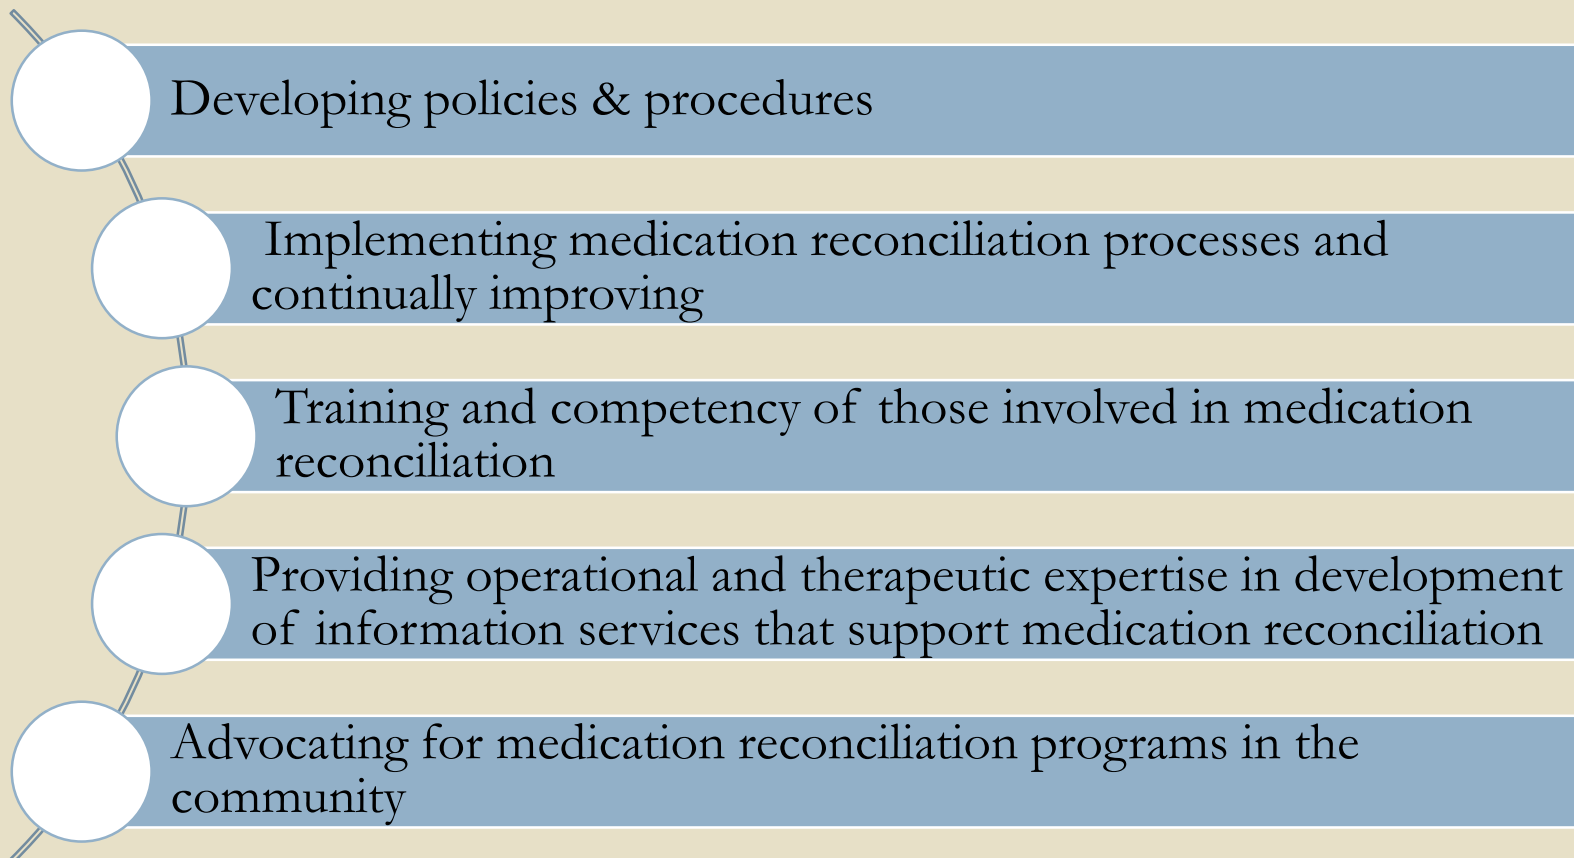 Developing policies & procedures
Implementing medication reconciliation processes and
continually improving
Training and competency of those involved in medication
reconciliation
Providing operational and therapeutic expertise in development
of information services that support medication reconciliation
Advocating for medication reconciliation programs in the
community